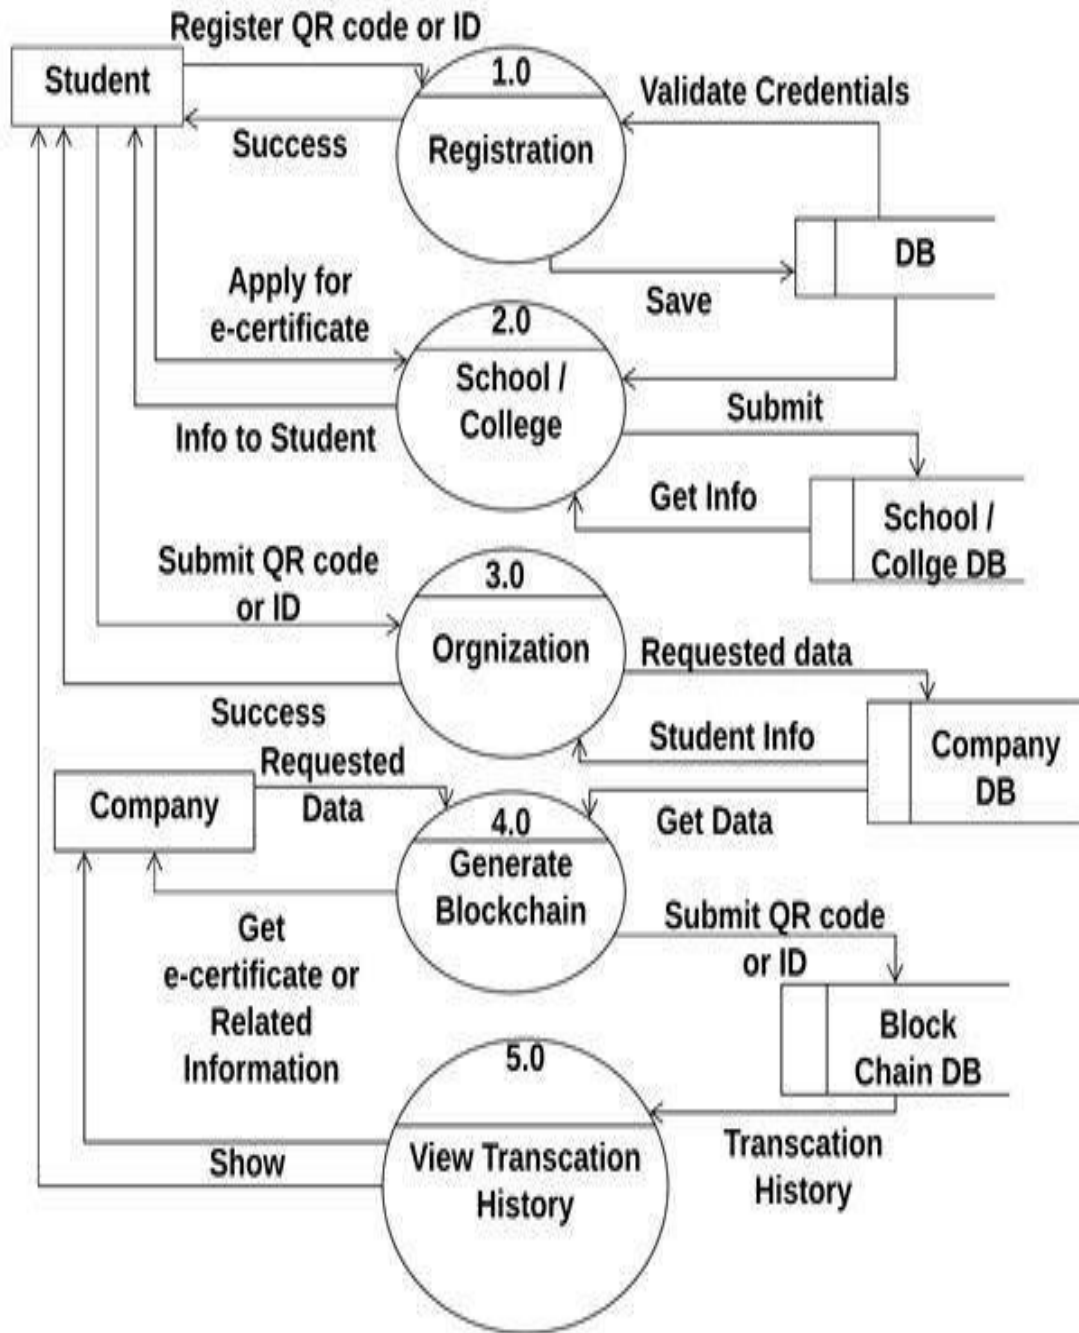 Register QR code or ID
Student
1.0
Validate Credentials
Registration
Success
DB
Apply for
e-certificate
Save
2.0
School /
College
Submit
Info to Student
Get Info
School /
Collge DB
Submit QR code
or ID
3.0
Orgnization
Requested data
Success
Student Info
Company
DB
Requested
Data
Company
4.0
Get Data
Generate
Blockchain
Get
e-certificate or
Related
Information
Submit QR code
or ID
Block
Chain DB
5.0
View Transcation
History
Show
Transcation
History